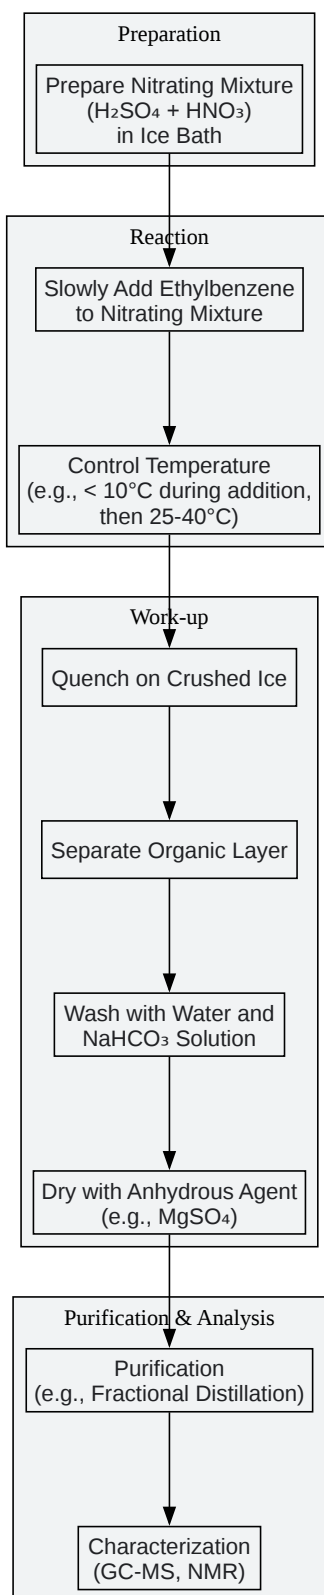 Preparation
Prepare Nitrating Mixture
(H₂SO₄ + HNO₃)
in Ice Bath
Reaction
Slowly Add Ethylbenzene
to Nitrating Mixture
Control Temperature
(e.g., < 10°C during addition,
then 25-40°C)
Work-up
Quench on Crushed Ice
Separate Organic Layer
Wash with Water and
NaHCO₃ Solution
Dry with Anhydrous Agent
(e.g., MgSO₄)
Purification & Analysis
Purification
(e.g., Fractional Distillation)
Characterization
(GC-MS, NMR)